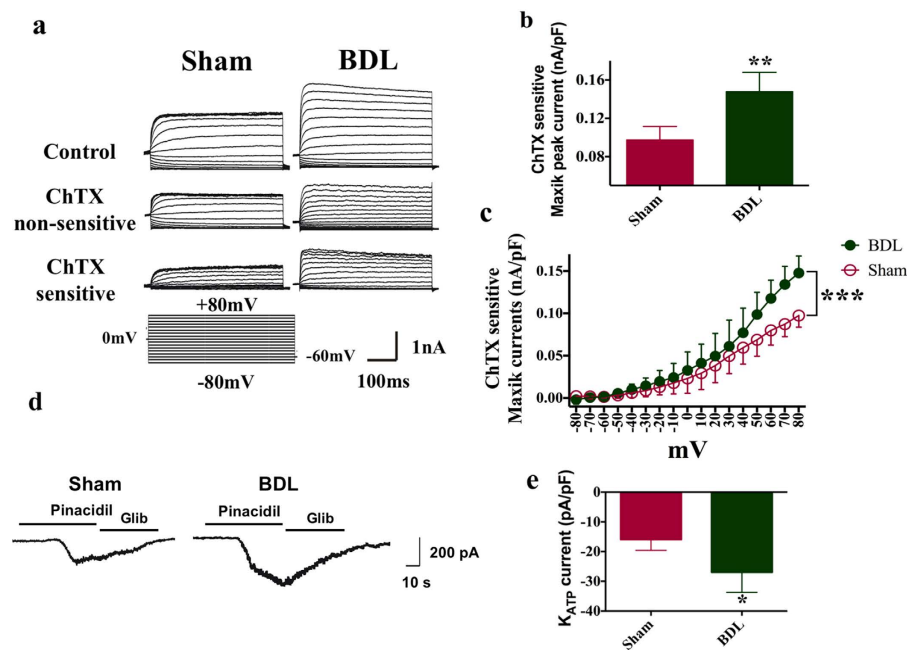 a
Sham BDL
Control
ChTX
non-sensitive
ChTX
sensitive
+80mV
0mV
-60mV
-80mV
1nA
100ms
b
ChTX sensitive
Maxik peak current (nA/pF)
0.16
0.12
0.08
**
Sham
BDL
c
ChTX sensitive
Maxik currents (nA/pF)
0.15
0.10
0.05
0.00
BDL
Sham
***
-80 -70 -60 -50 -40 -30 -20 -10 0 10 20 30 40 50 60 70 80
mV
d
Sham BDL
Pinacidil Glib
Pinacidil Glib
200 pA
10 s
e
KATP current (pA/pF)
0
-10
-20
-30
-40
*
Sham
BDL